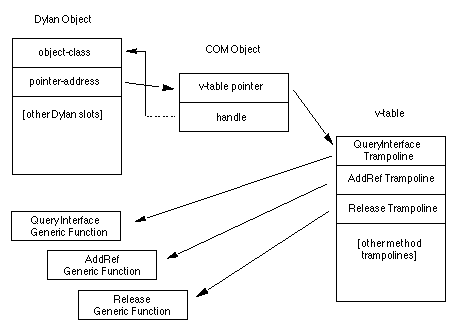 Dylan Object
object-class
pointer-address
[other Dylan slots]
COM Object
v-table pointer
handle
v-table
QueryInterface
Trampoline
AddRef Trampoline
Release Trampoline
[other method
trampolines]
QueryInterface
Generic Function
AddRef
Generic Function
Release
Generic Function